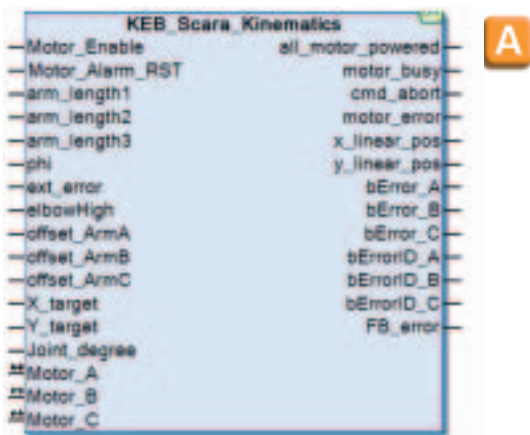 KEB_Scara_Kinematics
A
Motor_Enable all_motor_powered
Motor_Alarm_RST motor_busy
arm_length1 cmd_abort
arm_length2 motor_error
arm_length3 x_linear_pos
phi y_linear_pos
ext_error bError_A
elbowHigh bError_B
offset_ArmA bError_C
offset_ArmB bErrorID_A
offset_ArmC bErrorID_B
X_target bErrorID_C
Y_target FB_error
Joint_degree
Motor_A
Motor_B
Motor_C